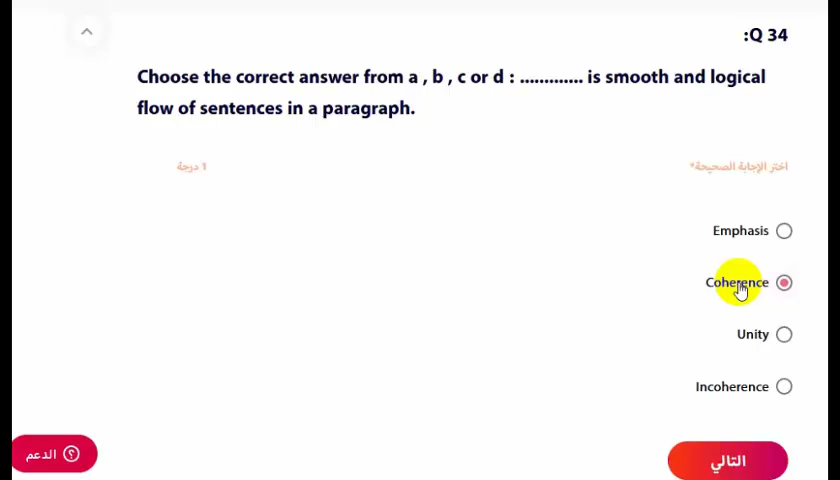 :Q 34
Choose the correct answer from a , b , c or d : ............. is smooth and logical
flow of sentences in a paragraph.
اختر الإجابة الصحيحة*
1 درجة
Emphasis
Coherence
Unity
Incoherence
التالي
الدعم